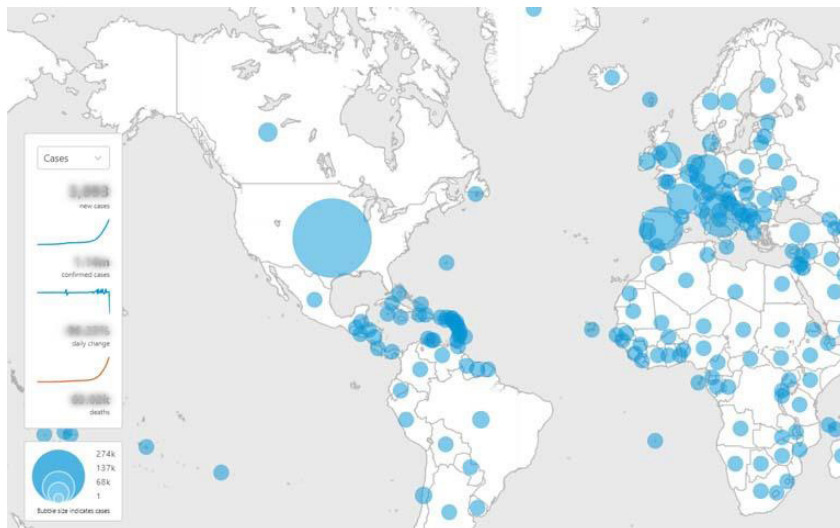 Cases
new cases
confirmed cases
daily change
deaths
274k
137k
68k
1
Bubble size indicates cases